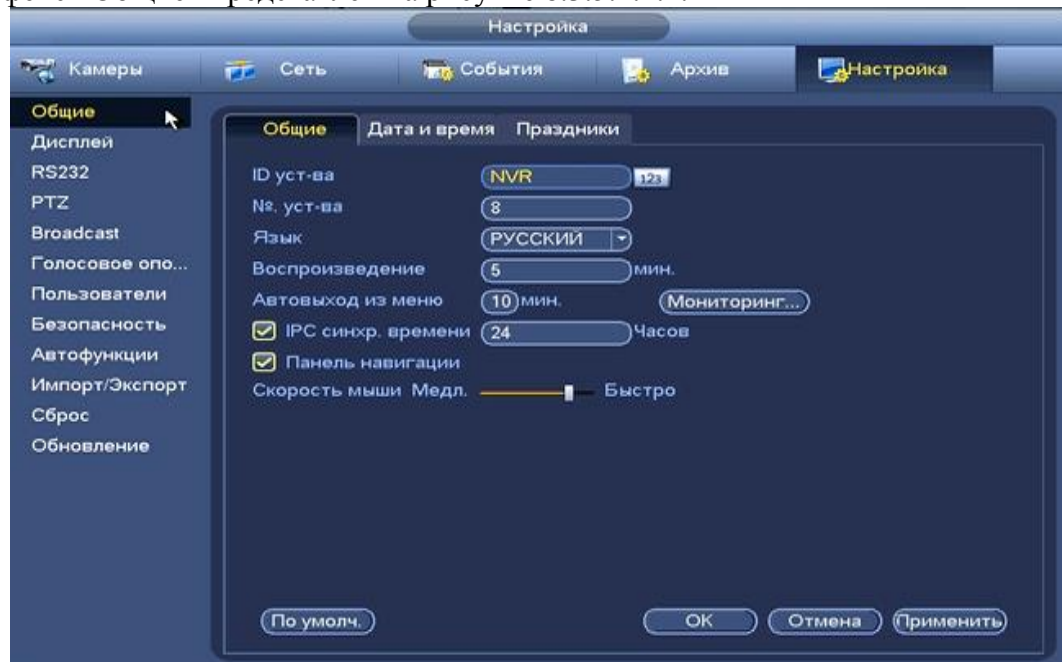 Настройка
Камеры Сеть События Архив Настройка
Общие
Дисплей
RS232
PTZ
Broadcast
Голосовое опо...
Пользователи
Безопасность
Автофункции
Импорт/Экспорт
Сброс
Обновление
Общие Дата и время Праздники
ID уст-ва NVR 123
№. уст-ва 8
Язык РУССКИЙ
Воспроизведение 5 мин.
Автовыход из меню 10 мин. Мониторинг...
IPC синхр. времени 24 Часов
Панель навигации
Скорость мыши Медл. Быстро
По умолч. ОК Отмена Применить